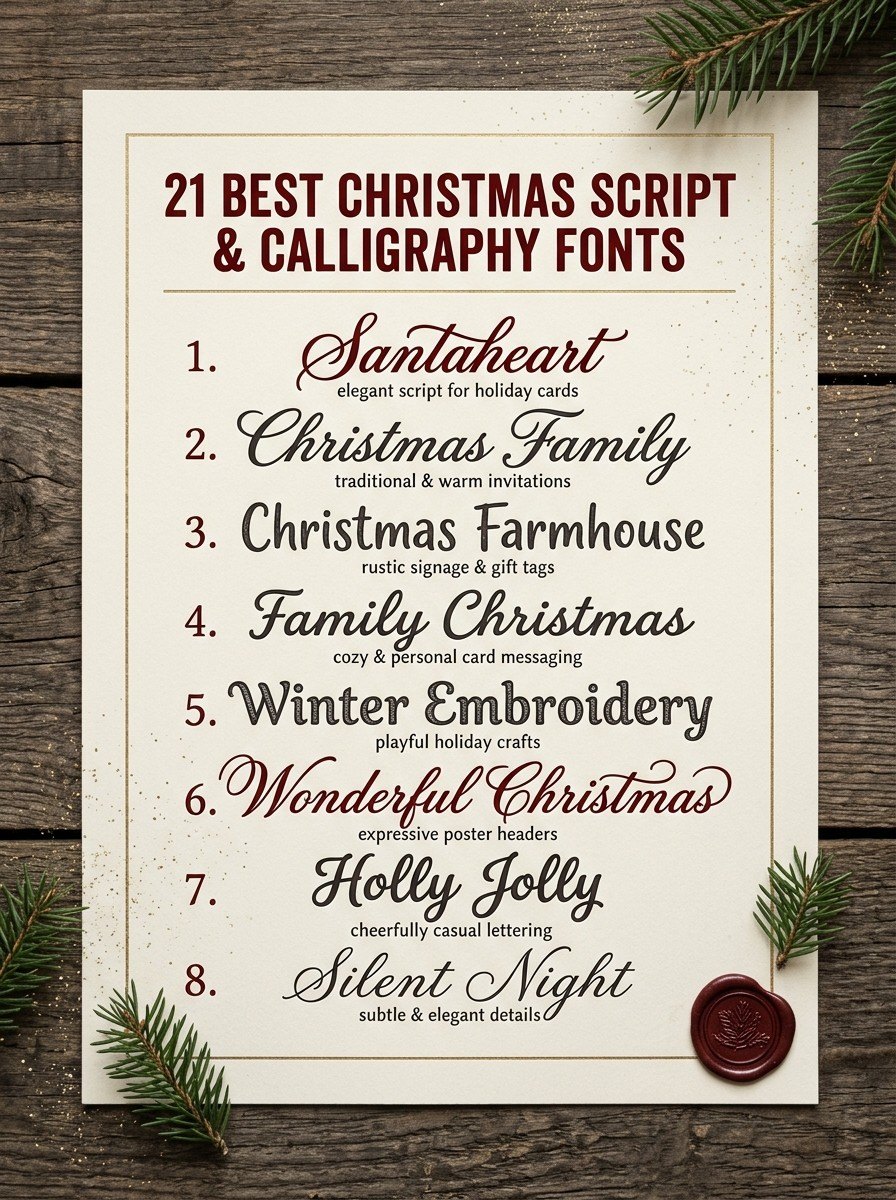 21 BEST CHRISTMAS SCRIPT
& CALLIGRAPHY FONTS
1. Santaheart
elegant script for holiday cards
2. Christmas Family
traditional & warm invitations
3. Christmas Farmhouse
rustic signage & gift tags
4. Family Christmas
cozy & personal card messaging
5. Winter Embroidery
playful holiday crafts
6. Wonderful Christmas
expressive poster headers
7. Holly Jolly
cheerfully casual lettering
8. Silent Night
subtle & elegant details